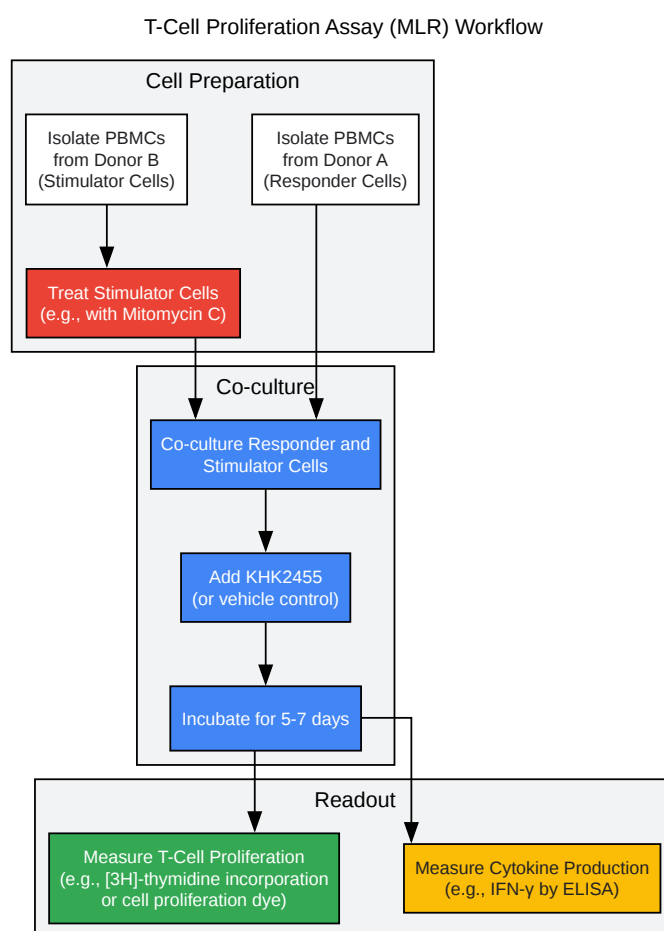 T-Cell Proliferation Assay (MLR) Workflow
Cell Preparation
Isolate PBMCs
from Donor B
(Stimulator Cells)
Isolate PBMCs
from Donor A
(Responder Cells)
Treat Stimulator Cells
(e.g., with Mitomycin C)
Co-culture
Co-culture Responder and
Stimulator Cells
Add KHK2455
(or vehicle control)
Incubate for 5-7 days
Readout
Measure T-Cell Proliferation
(e.g., [3H]-thymidine incorporation
or cell proliferation dye)
Measure Cytokine Production
(e.g., IFN-γ by ELISA)